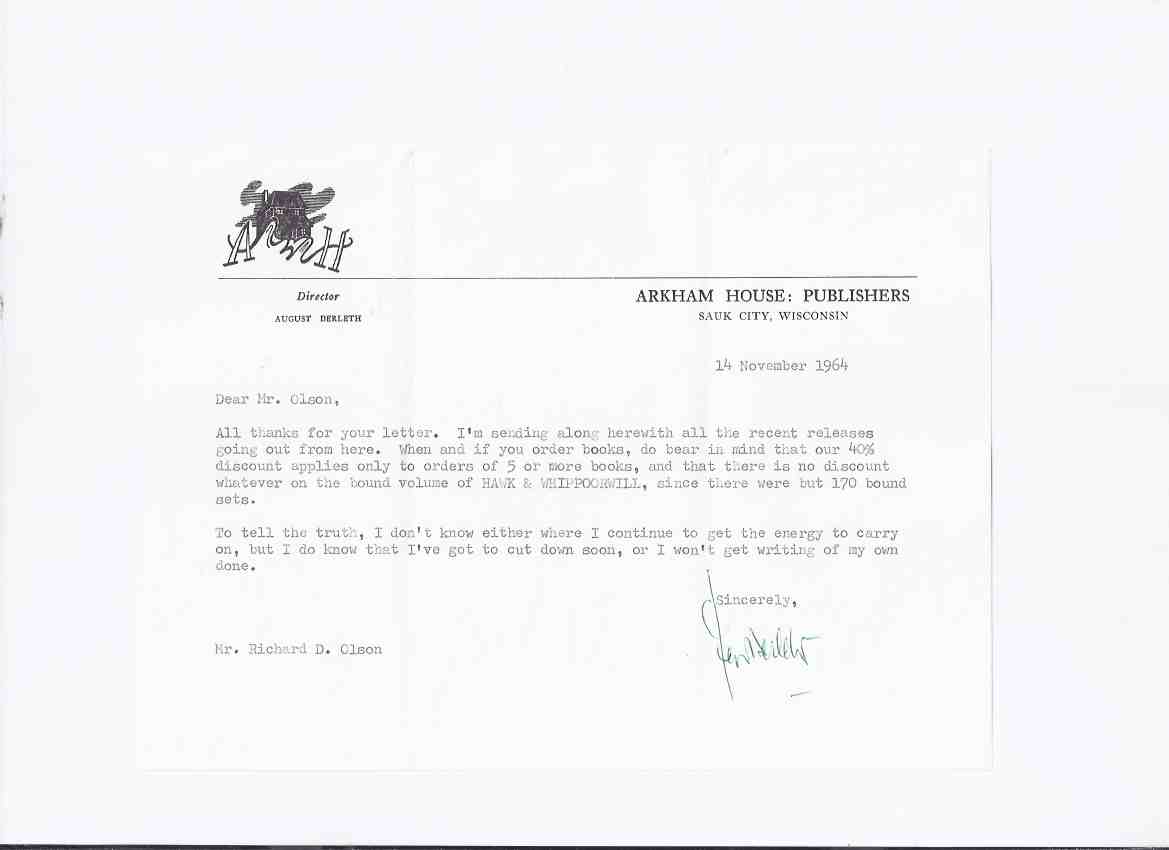 AH
Director
AUGUST DERLETH
ARKHAM HOUSE: PUBLISHERS
SAUK CITY, WISCONSIN
14 November 1964
Dear Mr. Olson,
All thanks for your letter. I'm sending along herewith all the recent releases
going out from here. When and if you order books, do bear in mind that our 40%
discount applies only to orders of 5 or more books, and that there is no discount
whatever on the bound volume of HAWK & WHIPPOORWILL, since there were but 170 bound
sets.
To tell the truth, I don't know either where I continue to get the energy to carry
on, but I do know that I've got to cut down soon, or I won't get writing of my own
done.
Sincerely,
Mr. Richard D. Olson